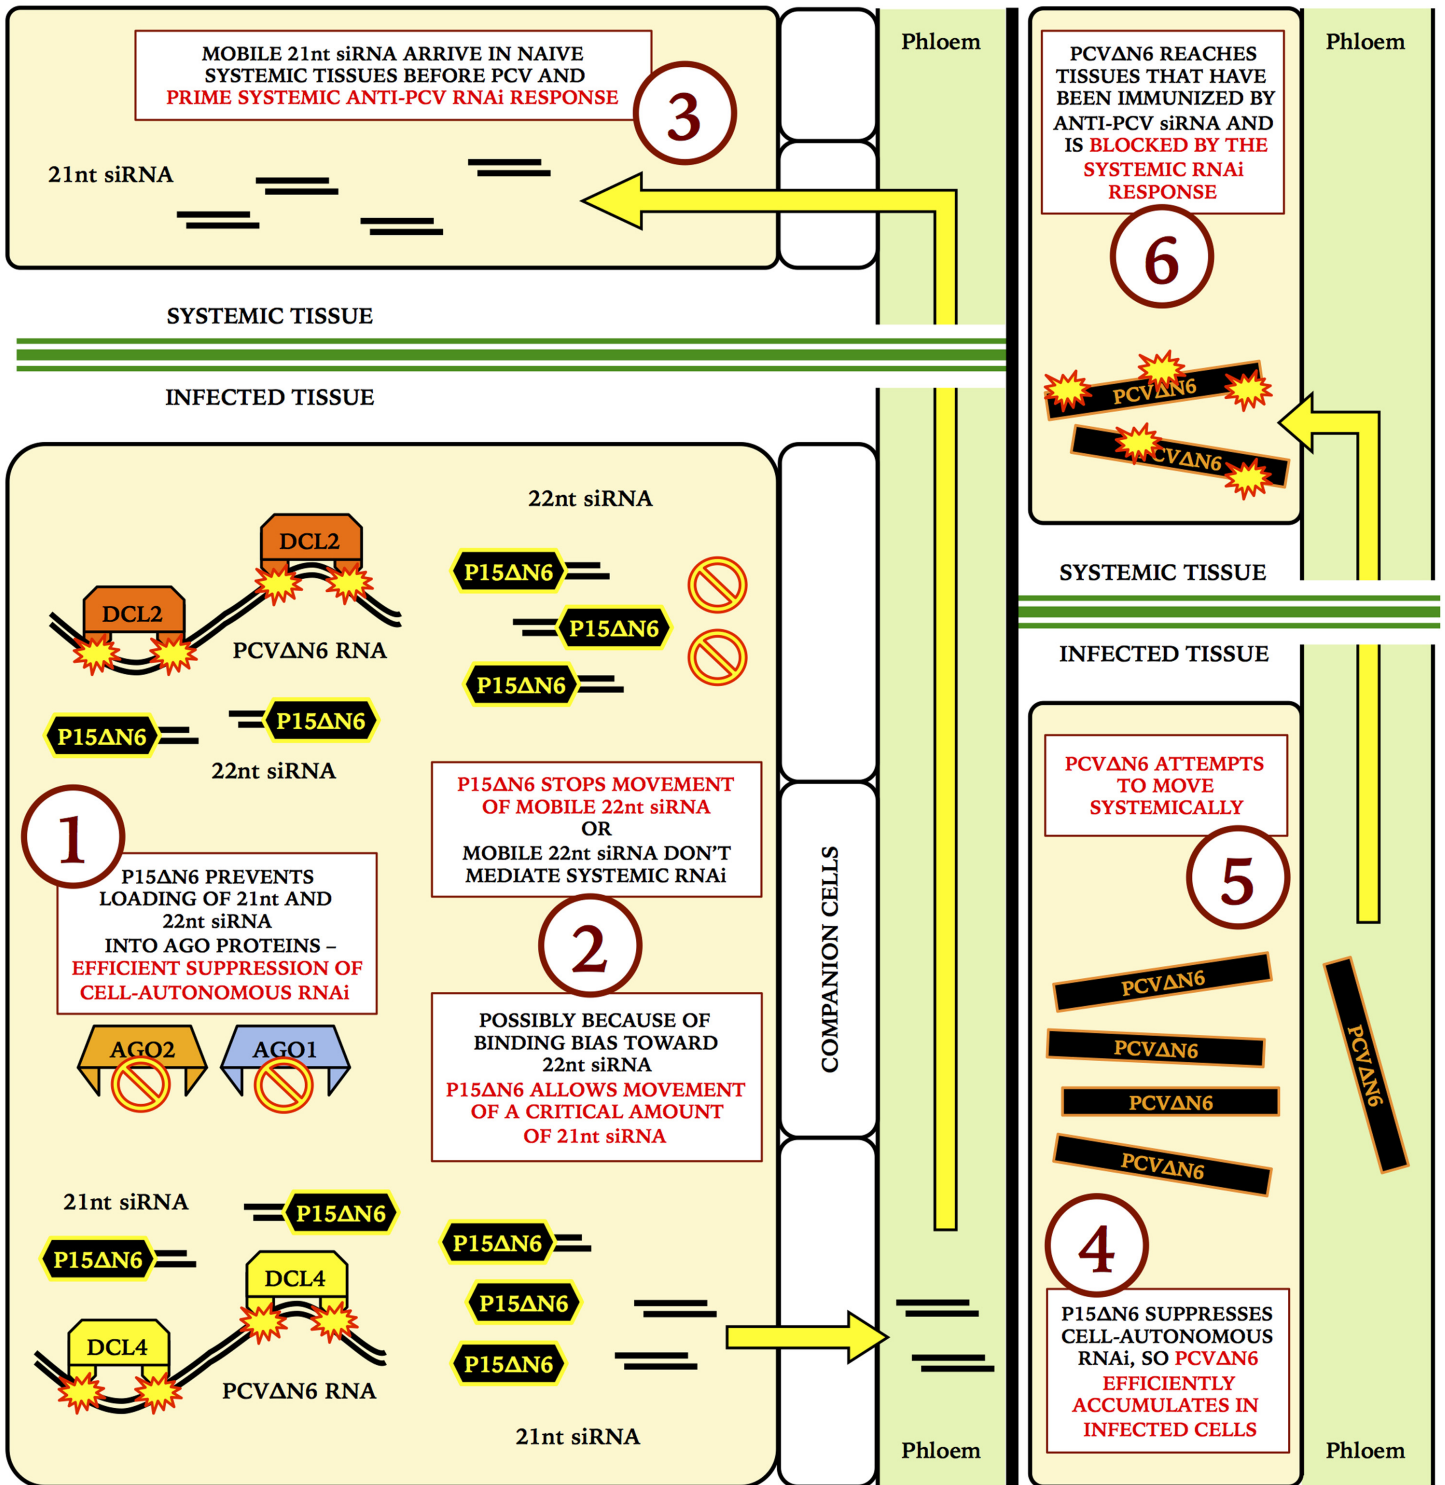 MOBILE 21nt siRNA ARRIVE IN NAIVE
SYSTEMIC TISSUES BEFORE PCV AND
PRIME SYSTEMIC ANTI-PCV RNAi RESPONSE
3
21nt siRNA
Phloem
SYSTEMIC TISSUE
INFECTED TISSUE
22nt siRNA
DCL2
DCL2
PCVΔN6 RNA
P15ΔN6
P15ΔN6
P15ΔN6
P15ΔN6
P15ΔN6
22nt siRNA
1
P15ΔN6 PREVENTS
LOADING OF 21nt AND
22nt siRNA
INTO AGO PROTEINS –
EFFICIENT SUPPRESSION OF
CELL-AUTONOMOUS RNAi
AGO2
AGO1
P15ΔN6 STOPS MOVEMENT
OF MOBILE 22nt siRNA
OR
MOBILE 22nt siRNA DON'T
MEDIATE SYSTEMIC RNAi
2
POSSIBLY BECAUSE OF
BINDING BIAS TOWARD
22nt siRNA
P15ΔN6 ALLOWS MOVEMENT
OF A CRITICAL AMOUNT
OF 21nt siRNA
COMPANION CELLS
21nt siRNA
P15ΔN6
P15ΔN6
DCL4
DCL4
PCVΔN6 RNA
P15ΔN6
P15ΔN6
P15ΔN6
21nt siRNA
Phloem
PCVΔN6 REACHES
TISSUES THAT HAVE
BEEN IMMUNIZED BY
ANTI-PCV siRNA AND
IS BLOCKED BY THE
SYSTEMIC RNAi
RESPONSE
6
Phloem
PCVΔN6
CVΔN6
SYSTEMIC TISSUE
INFECTED TISSUE
PCVΔN6 ATTEMPTS
TO MOVE
SYSTEMICALLY
5
PCVΔN6
PCVΔN6
PCVΔN6
PCVΔN6
PCVΔN6
4
P15ΔN6 SUPPRESSES
CELL-AUTONOMOUS
RNAi, SO PCVΔN6
EFFICIENTLY
ACCUMULATES IN
INFECTED CELLS
Phloem